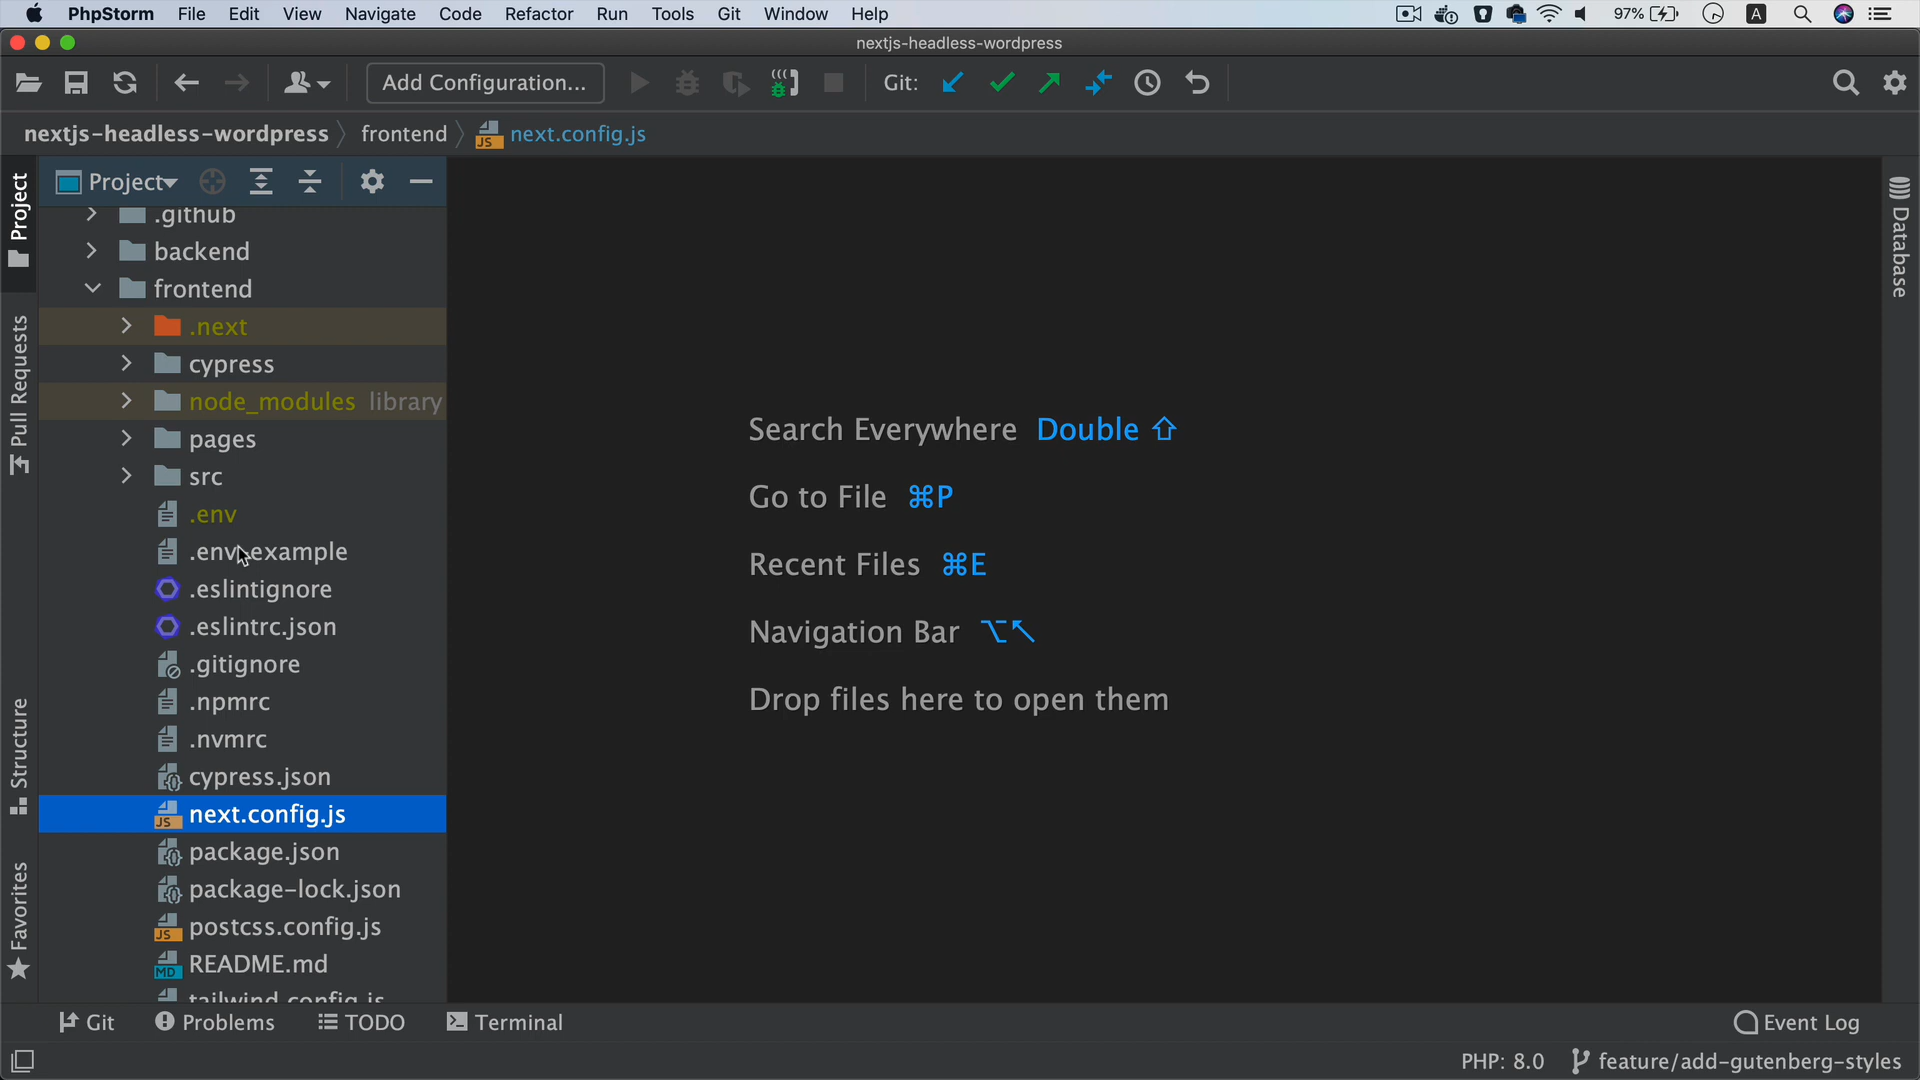 PhpStorm File Edit View Navigate Code Refactor Run Tools Git Window Help 97% A
nextjs-headless-wordpress
Add Configuration... Git:
nextjs-headless-wordpress frontend next.config.js
Project
.github
backend
frontend
.next
cypress
node_modules library
pages
src
.env
.env.example
.eslintignore
.eslintrc.json
.gitignore
.npmrc
.nvmrc
cypress.json
next.config.js
package.json
package-lock.json
postcss.config.js
README.md
tailwind.config.js
Project
Pull Requests
Structure
Favorites
Search Everywhere Double ⇧
Go to File ⌘P
Recent Files ⌘E
Navigation Bar ⌥↖
Drop files here to open them
Database
Git Problems TODO Terminal Event Log
PHP: 8.0 feature/add-gutenberg-styles